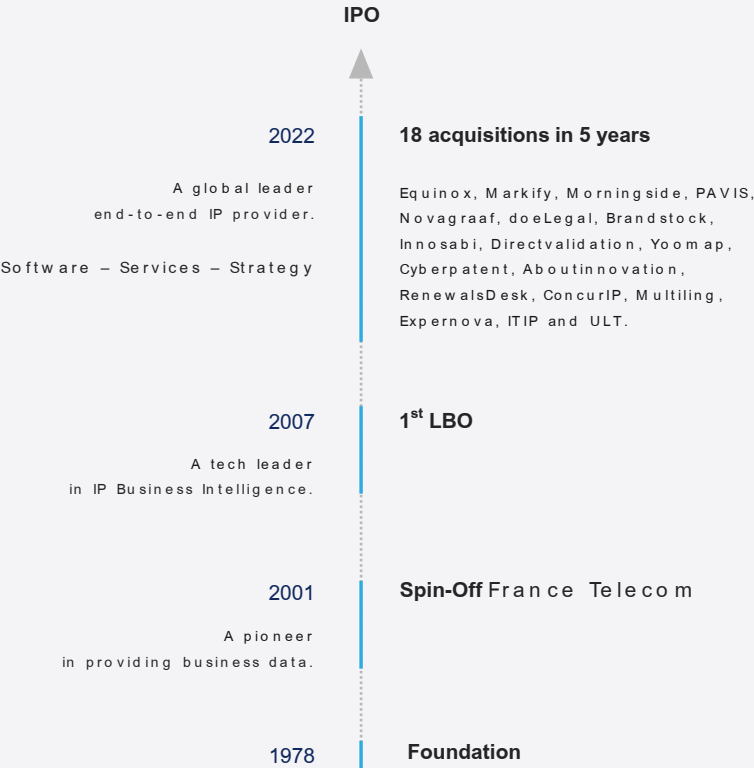 IPO
2022
18 acquisitions in 5 years
A global leader
end-to-end IP provider.
Software – Services – Strategy
Equinox, Markify, Morningside, PAVIS,
Novagraaf, doeLegal, Brandstock,
Innosabi, Directvalidation, Yoomap,
Cyberpatent, Aboutinnovation,
RenewalsDesk, ConcurIP, Multiling,
Expernova, ITIP and ULT.
2007
1st LBO
A tech leader
in IP Business Intelligence.
2001
Spin-Off France Telecom
A pioneer
in providing business data.
1978
Foundation